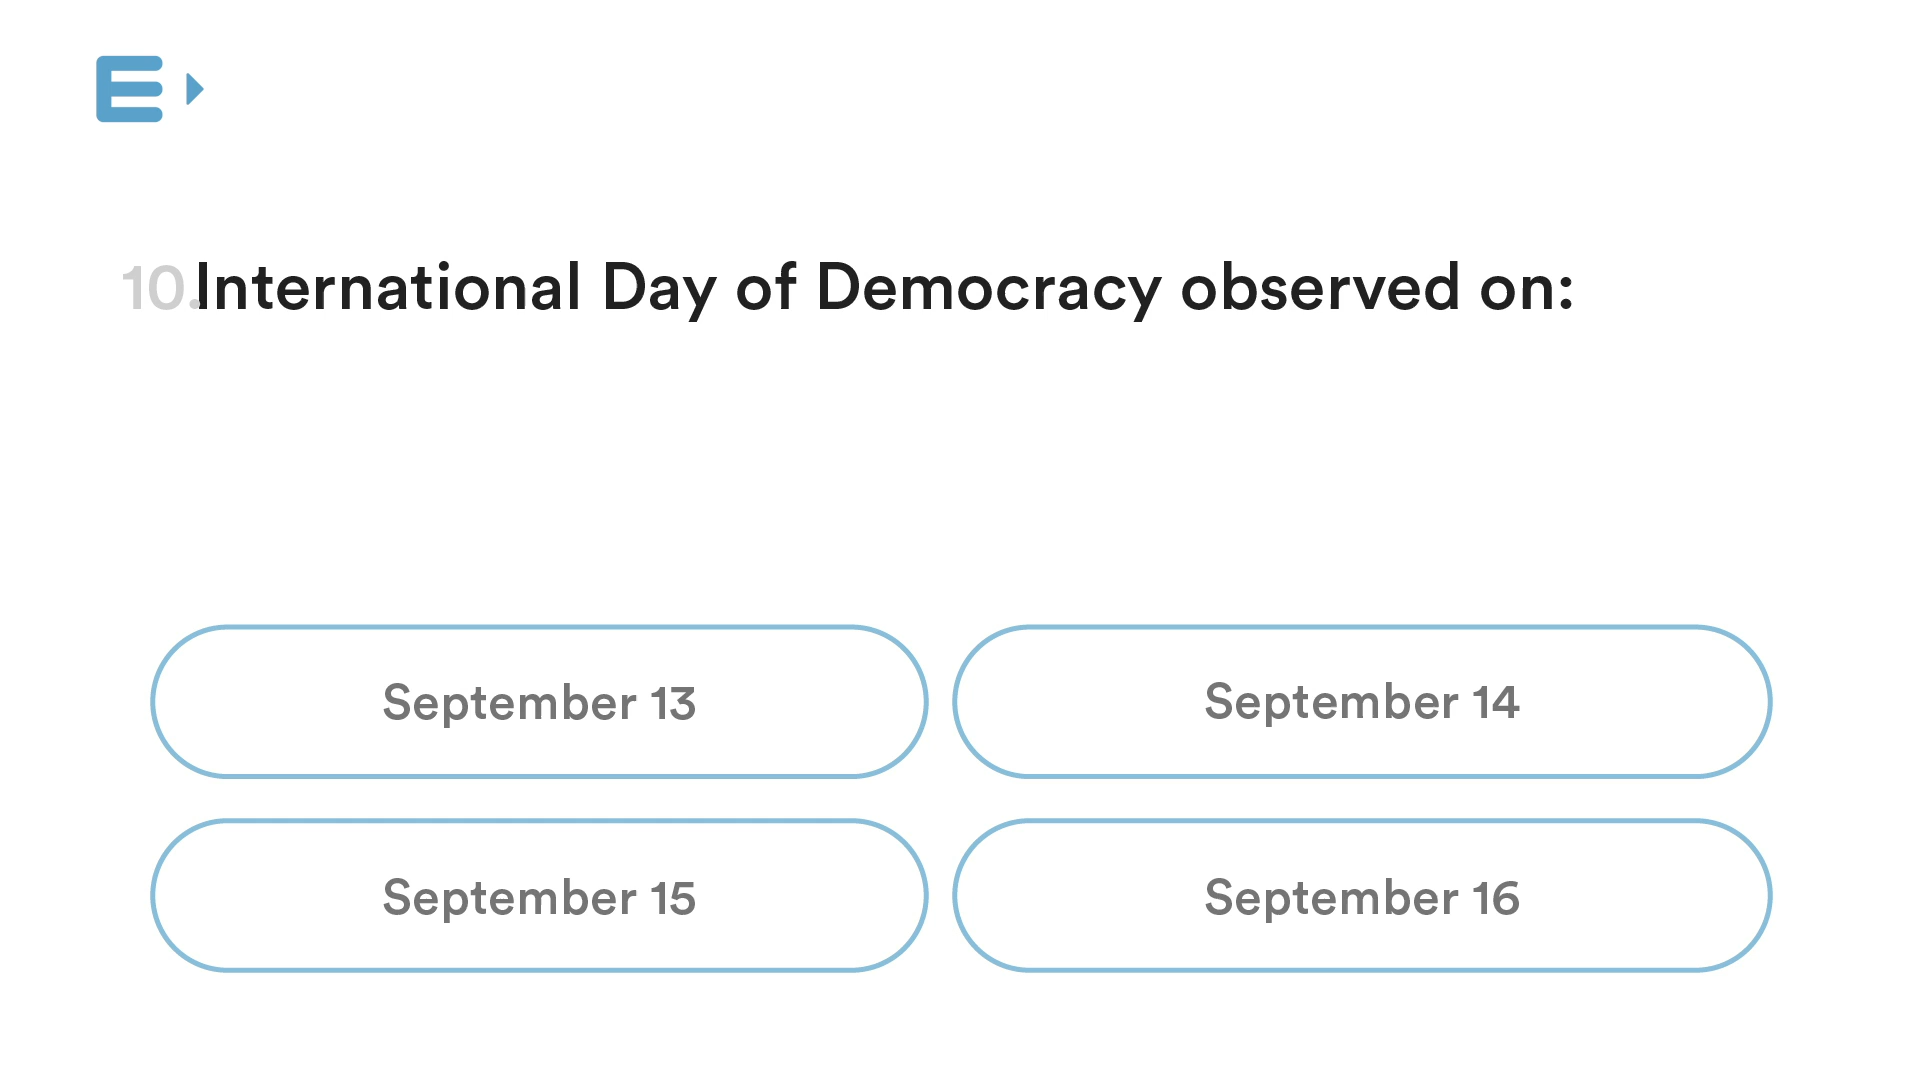 E
10. International Day of Democracy observed on:
September 13
September 14
September 15
September 16